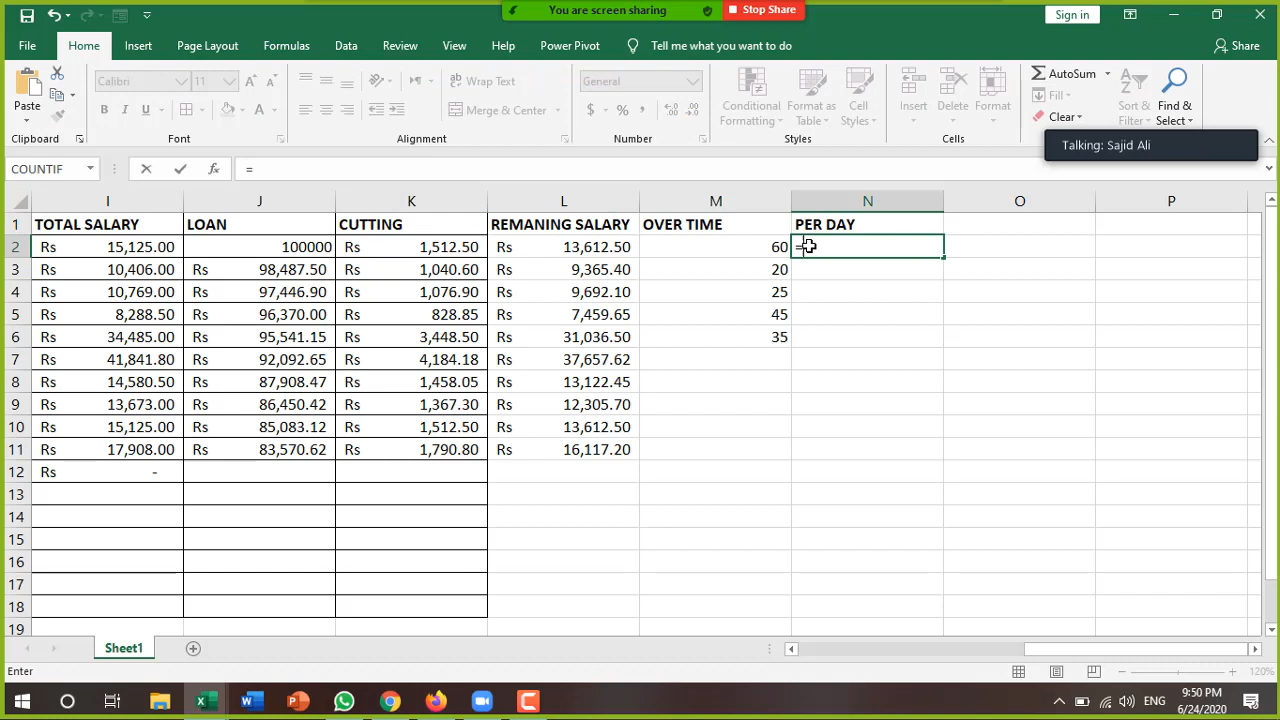 You are screen sharing
Stop Share
Sign in
File Home Insert Page Layout Formulas Data Review View Help Power Pivot Tell me what you want to do Share
Paste
Clipboard
Calibri 11
B I U A
Font
Wrap Text
Merge & Center
Alignment
General
$ % ,
Number
Conditional Formatting
Format as Table
Cell Styles
Styles
Insert Delete Format
Cells
AutoSum
Fill
Clear
Sort & Filter
Find & Select
Talking: Sajid Ali
COUNTIF fx =
I J K L M N O P
1 TOTAL SALARY LOAN CUTTING REMANING SALARY OVER TIME PER DAY
2 Rs 15,125.00 100000 Rs 1,512.50 Rs 13,612.50 60 =
3 Rs 10,406.00 Rs 98,487.50 Rs 1,040.60 Rs 9,365.40 20
4 Rs 10,769.00 Rs 97,446.90 Rs 1,076.90 Rs 9,692.10 25
5 Rs 8,288.50 Rs 96,370.00 Rs 828.85 Rs 7,459.65 45
6 Rs 34,485.00 Rs 95,541.15 Rs 3,448.50 Rs 31,036.50 35
7 Rs 41,841.80 Rs 92,092.65 Rs 4,184.18 Rs 37,657.62
8 Rs 14,580.50 Rs 87,908.47 Rs 1,458.05 Rs 13,122.45
9 Rs 13,673.00 Rs 86,450.42 Rs 1,367.30 Rs 12,305.70
10 Rs 15,125.00 Rs 85,083.12 Rs 1,512.50 Rs 13,612.50
11 Rs 17,908.00 Rs 83,570.62 Rs 1,790.80 Rs 16,117.20
12 Rs -
13
14
15
16
17
18
19
Sheet1
Enter 120%
9:50 PM
ENG
6/24/2020